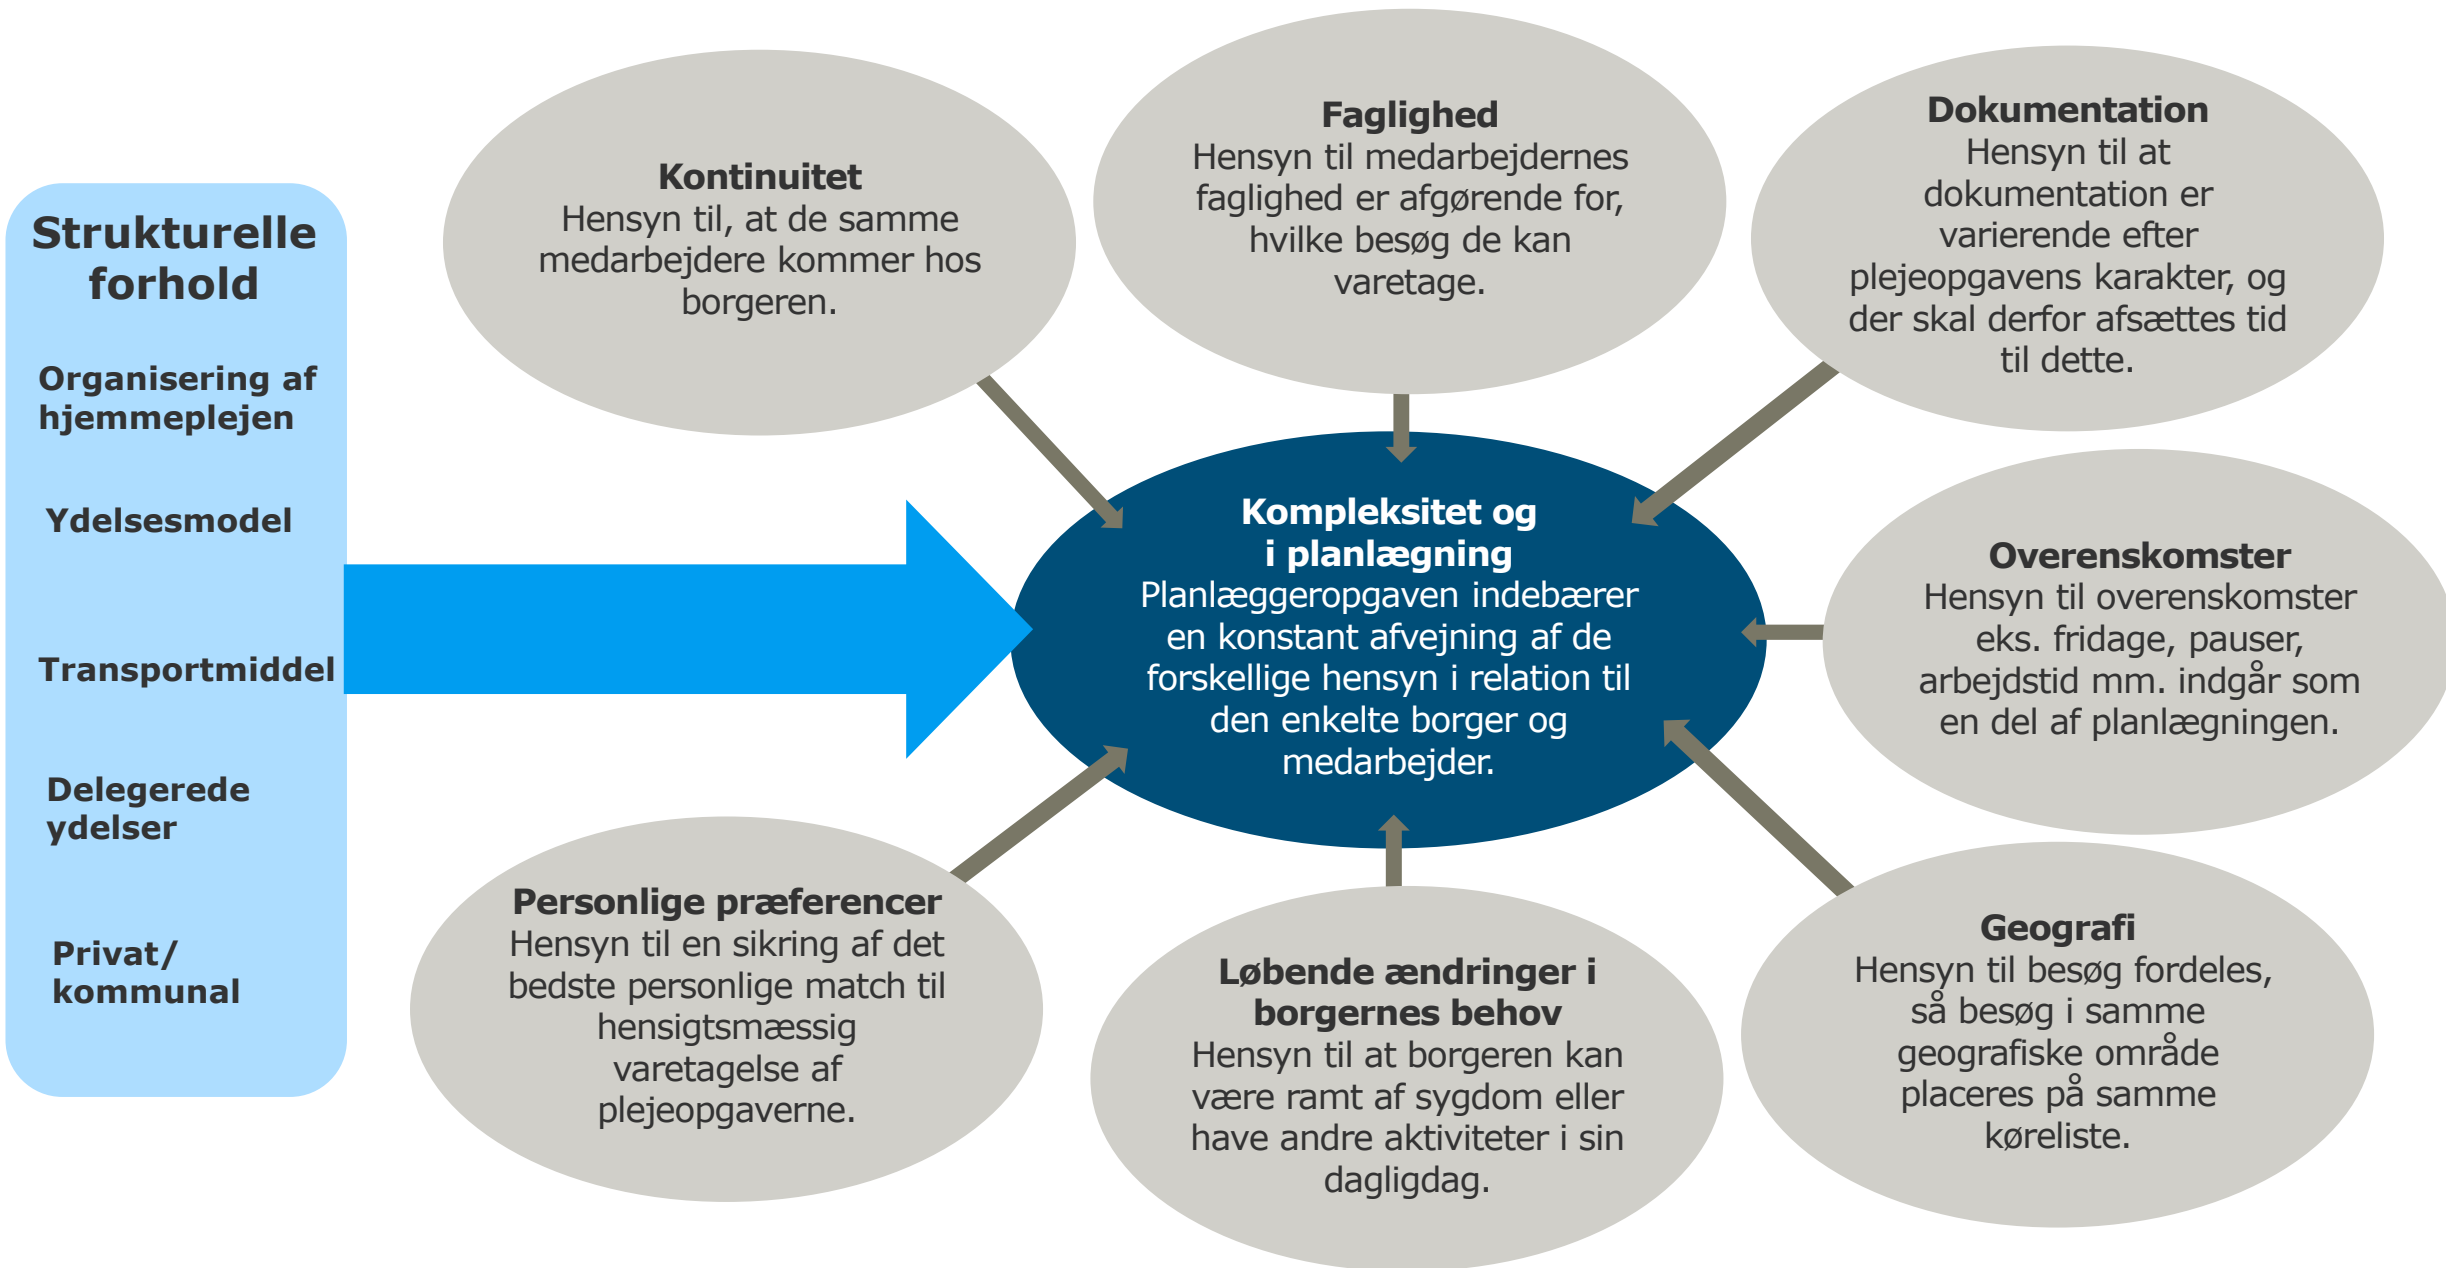 Strukturelle
forhold
Organisering af
hjemmeplejen
Ydelsesmodel
Transportmiddel
Delegerede
ydelser
Privat/
kommunal
Kontinuitet
Hensyn til, at de samme
medarbejdere kommer hos
borgeren.
Faglighed
Hensyn til medarbejdernes
faglighed er afgørende for,
hvilke besøg de kan
varetage.
Dokumentation
Hensyn til at
dokumentation er
varierende efter
plejeopgavens karakter, og
der skal derfor afsættes tid
til dette.
Kompleksitet og
i planlægning
Planlæggeropgaven indebærer
en konstant afvejning af de
forskellige hensyn i relation til
den enkelte borger og
medarbejder.
Overenskomster
Hensyn til overenskomster
eks. fridage, pauser,
arbejdstid mm. indgår som
en del af planlægningen.
Personlige præferencer
Hensyn til en sikring af det
bedste personlige match til
hensigtsmæssig
varetagelse af
plejeopgaverne.
Løbende ændringer i
borgernes behov
Hensyn til at borgeren kan
være ramt af sygdom eller
have andre aktiviteter i sin
dagligdag.
Geografi
Hensyn til besøg fordeles,
så besøg i samme
geografiske område
placeres på samme
køreliste.